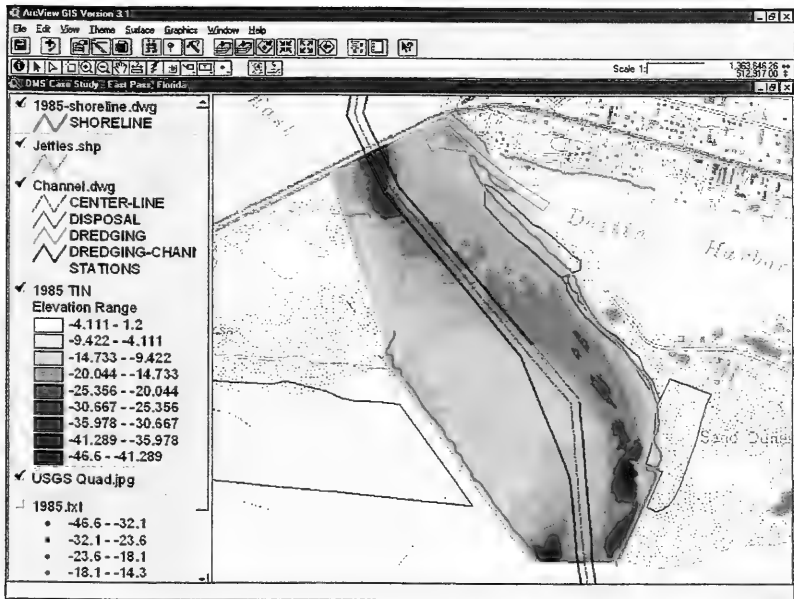 ArcView GIS Version 3.1
File Edit View Theme Surface Graphics Window Help
Scale 1:
1,363,646.26
512,917.00
DMS Case Study - East Pass, Florida
1985-shoreline.dwg
SHORELINE
Jetties.shp
Channel.dwg
CENTER-LINE
DISPOSAL
DREDGING
DREDGING-CHANI
STATIONS
1985 TIN
Elevation Range
-4.111 - 1.2
-9.422 - -4.111
-14.733 - -9.422
-20.044 - -14.733
-25.356 - -20.044
-30.667 - -25.356
-35.978 - -30.667
-41.289 - -35.978
-46.6 - -41.289
USGS Quad.jpg
1985.txt
-46.6 - -32.1
-32.1 - -23.6
-23.6 - -18.1
-18.1 - -14.3
East
Harbor
Sand Dunes